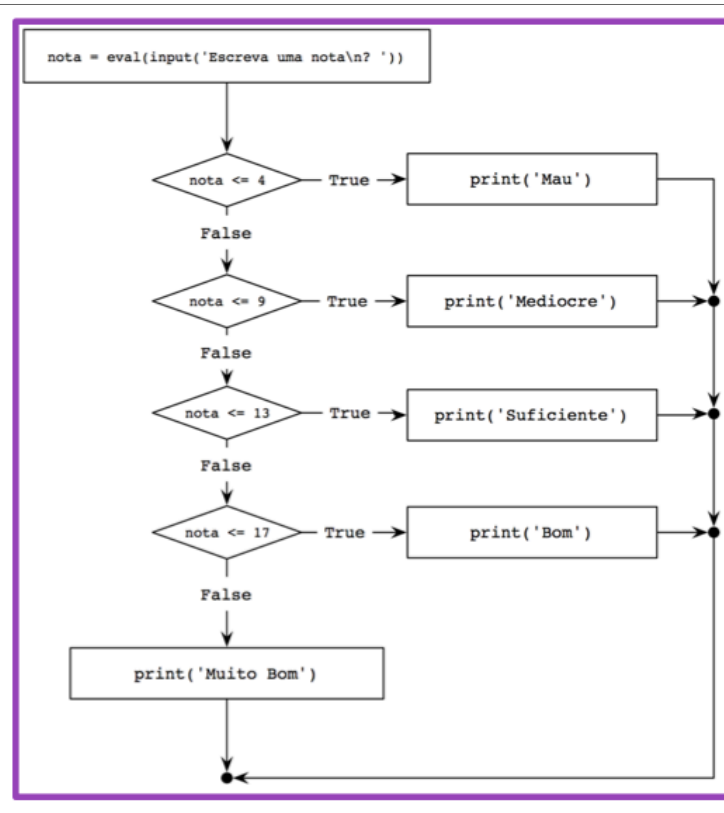 nota = eval(input('Escreva uma nota\n? '))
nota <= 4
True
print('Mau')
False
nota <= 9
True
print('Mediocre')
False
nota <= 13
True
print('Suficiente')
False
nota <= 17
True
print('Bom')
False
print('Muito Bom')